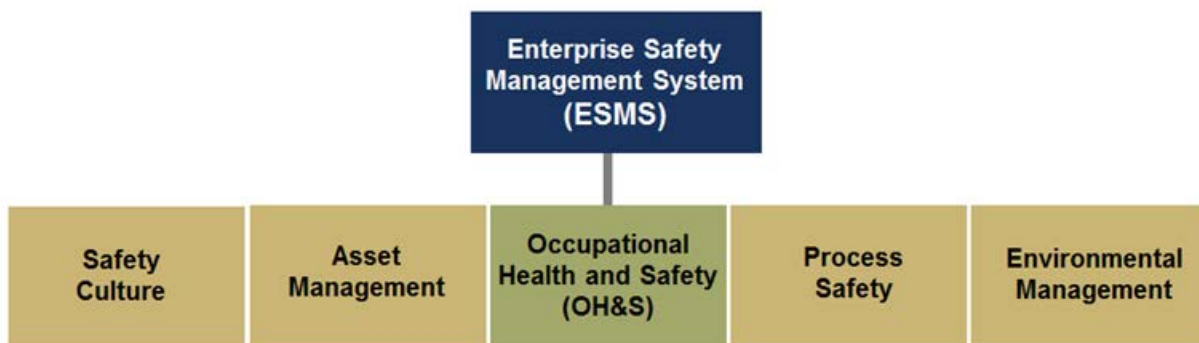 Enterprise Safety
Management System
(ESMS)
Safety
Culture
Asset
Management
Occupational
Health and Safety
(OH&S)
Process
Safety
Environmental
Management